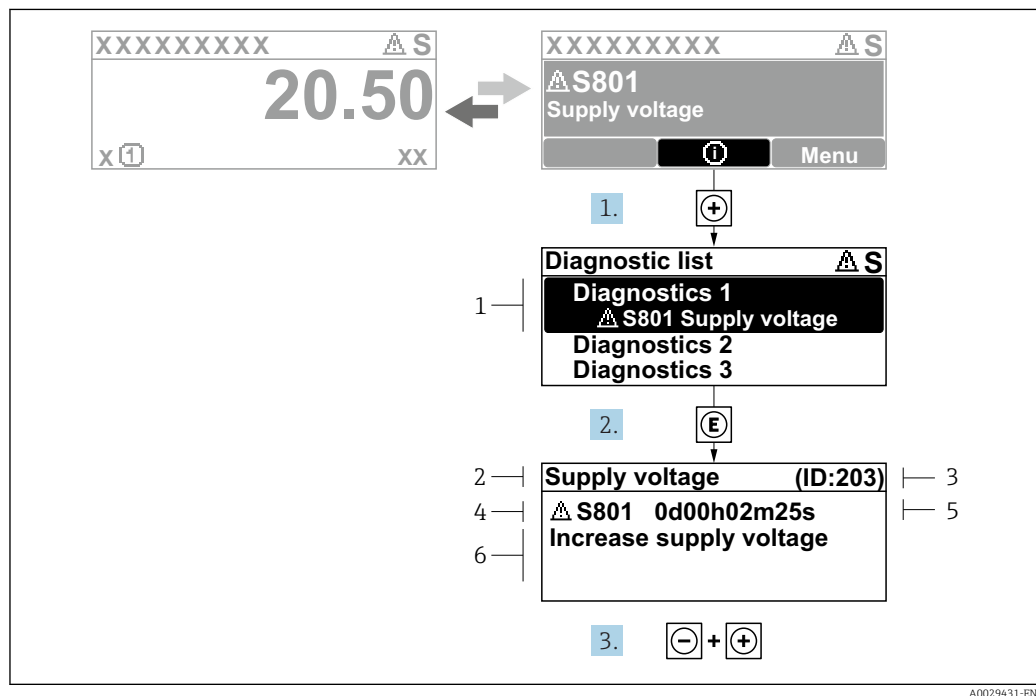 XXXXXXXXX ⚠ S
20.50
x ① xx
XXXXXXXXX ⚠ S
⚠S801
Supply voltage
ⓘ Menu
1. +
Diagnostic list ⚠ S
1
Diagnostics 1
⚠ S801 Supply voltage
Diagnostics 2
Diagnostics 3
2. E
2 Supply voltage (ID:203) 3
4 ⚠ S801 0d00h02m25s 5
6 Increase supply voltage
3. − + +
A0029431-EN